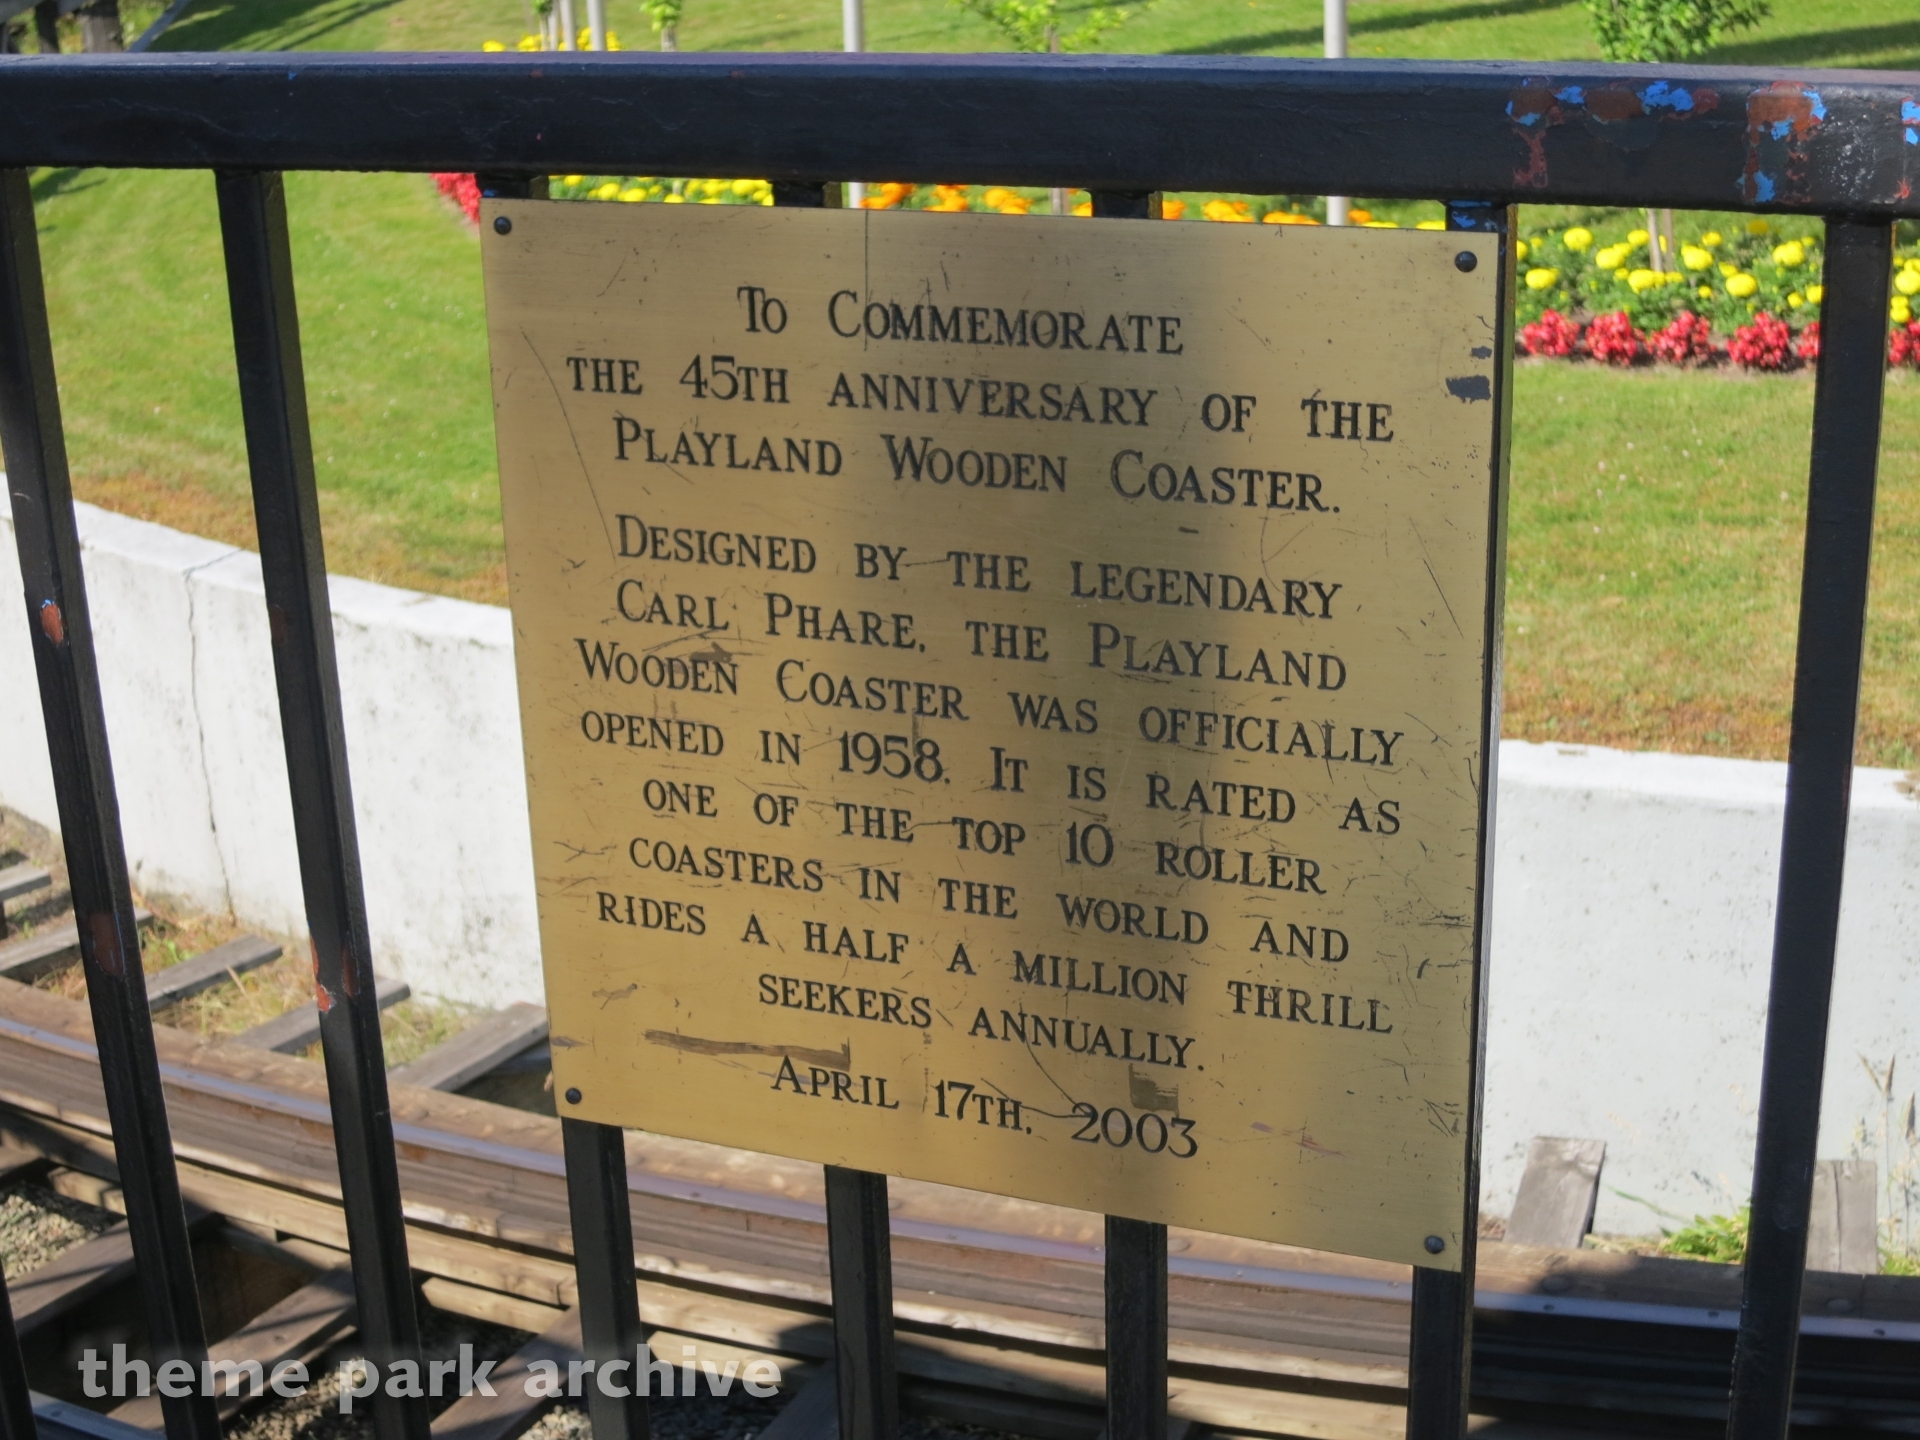 To Commemorate
the 45th anniversary of the
Playland Wooden Coaster.
Designed by the legendary
Carl Phare, the Playland
Wooden Coaster was officially
opened in 1958. It is rated as
one of the top 10 roller
coasters in the world and
rides a half a million thrill
seekers annually.
April 17th, 2003
theme park archive